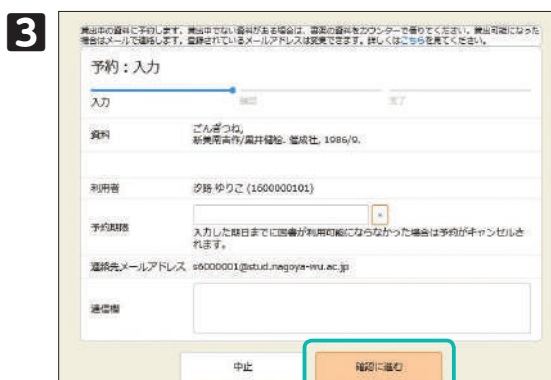 3
貸出中の資料に予約します。貸出中でない資料がある場合は、書架の資料をカウンターで借りてください。貸出可能になった
場合はメールで連絡します。登録されているメールアドレスは変更できます。詳しくはこちらを見てください。
予約：入力
入力 確認 完了
資料
ごんぎつね,
新美南吉作/黒井健絵- 偕成社, 1986/9.
利用者 汐路 ゆりこ (1600000101)
予約期限
入力した期日までに図書が利用可能にならなかった場合は予約がキャンセルさ
れます。
連絡先メールアドレス s6000001@stud.nagoya-wu.ac.jp
通信欄
中止 確認に進む